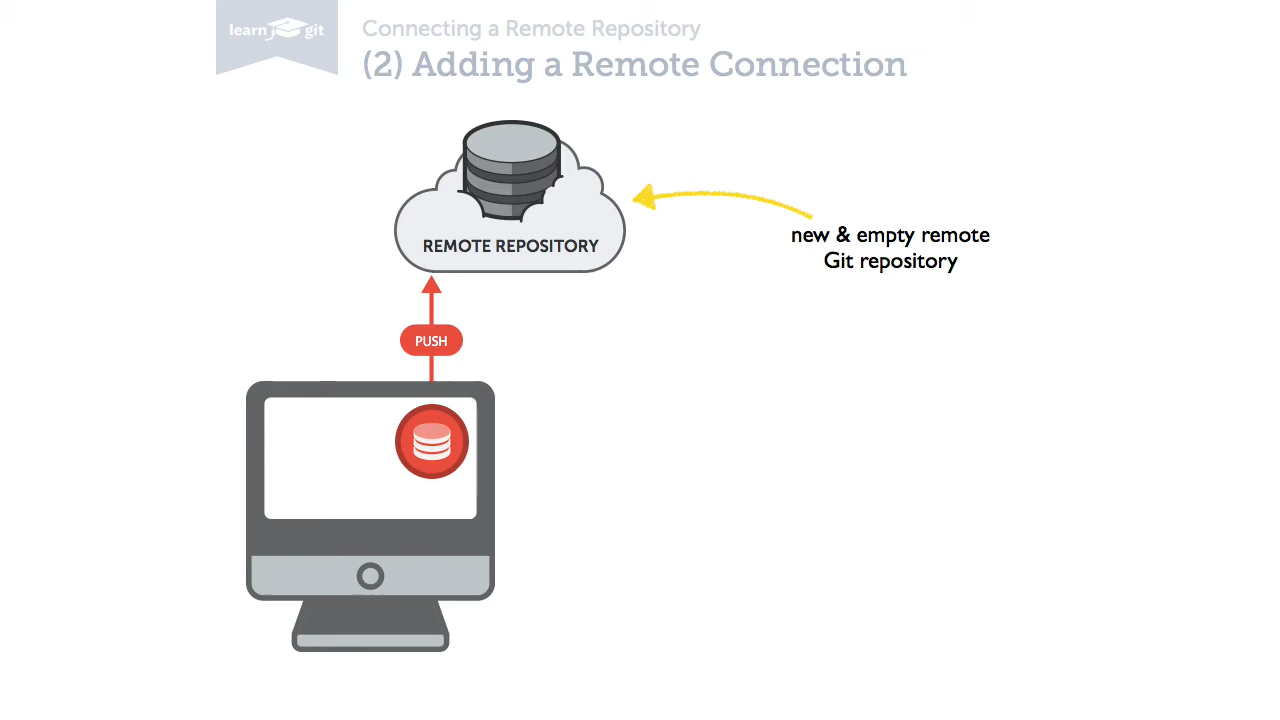 learn git
Connecting a Remote Repository
(2) Adding a Remote Connection
REMOTE REPOSITORY
new & empty remote
Git repository
PUSH